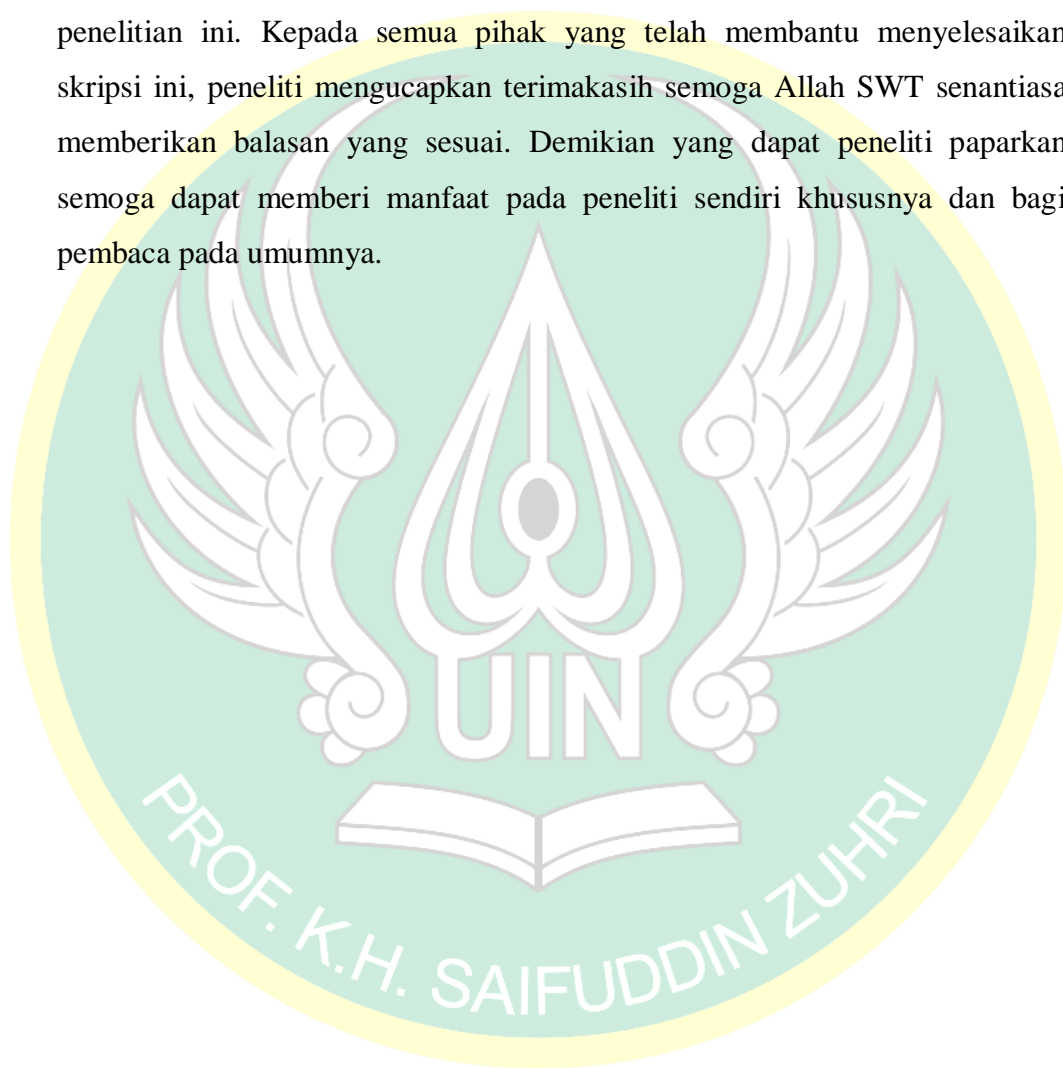 penelitian ini. Kepada semua pihak yang telah membantu menyelesaikan
skripsi ini, peneliti mengucapkan terimakasih semoga Allah SWT senantiasa
memberikan balasan yang sesuai. Demikian yang dapat peneliti paparkan
semoga dapat memberi manfaat pada peneliti sendiri khususnya dan bagi
pembaca pada umumnya.
UIN
PROF. K.H. SAIFUDDIN ZUHRI